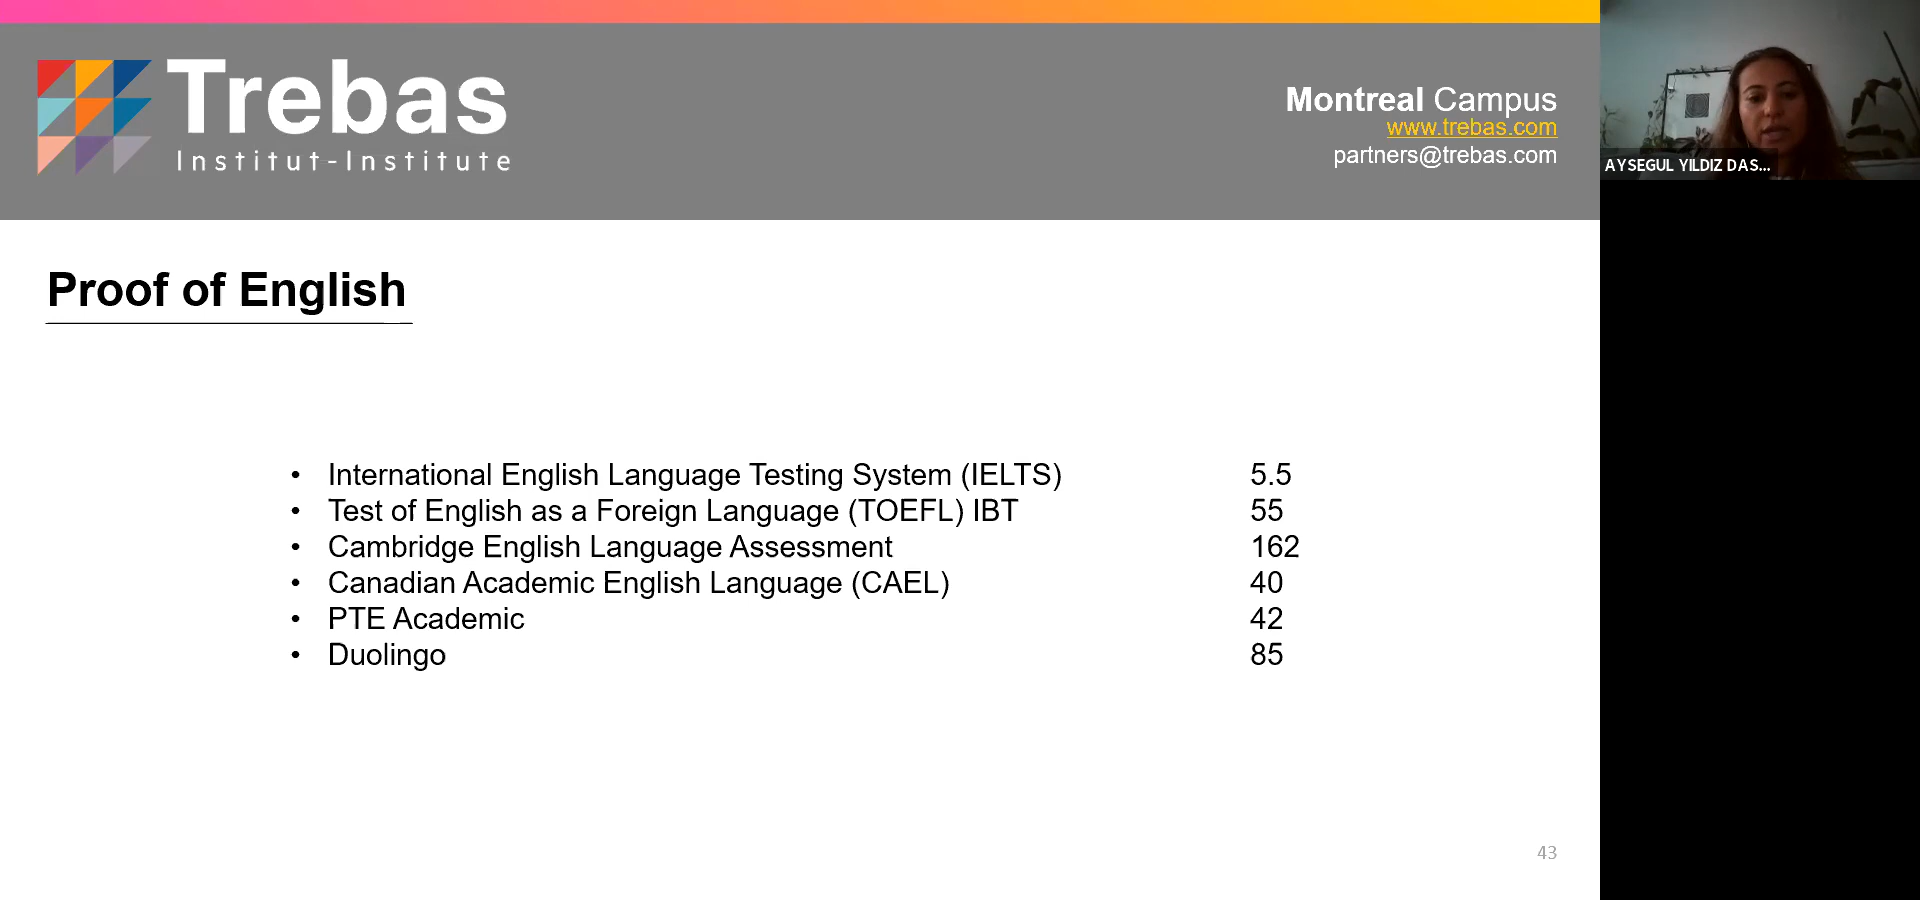 Trebas
Institut-Institute
Montreal Campus
www.trebas.com
partners@trebas.com
AYSEGUL YILDIZ DAS...
Proof of English
• International English Language Testing System (IELTS) 5.5
• Test of English as a Foreign Language (TOEFL) IBT 55
• Cambridge English Language Assessment 162
• Canadian Academic English Language (CAEL) 40
• PTE Academic 42
• Duolingo 85
43